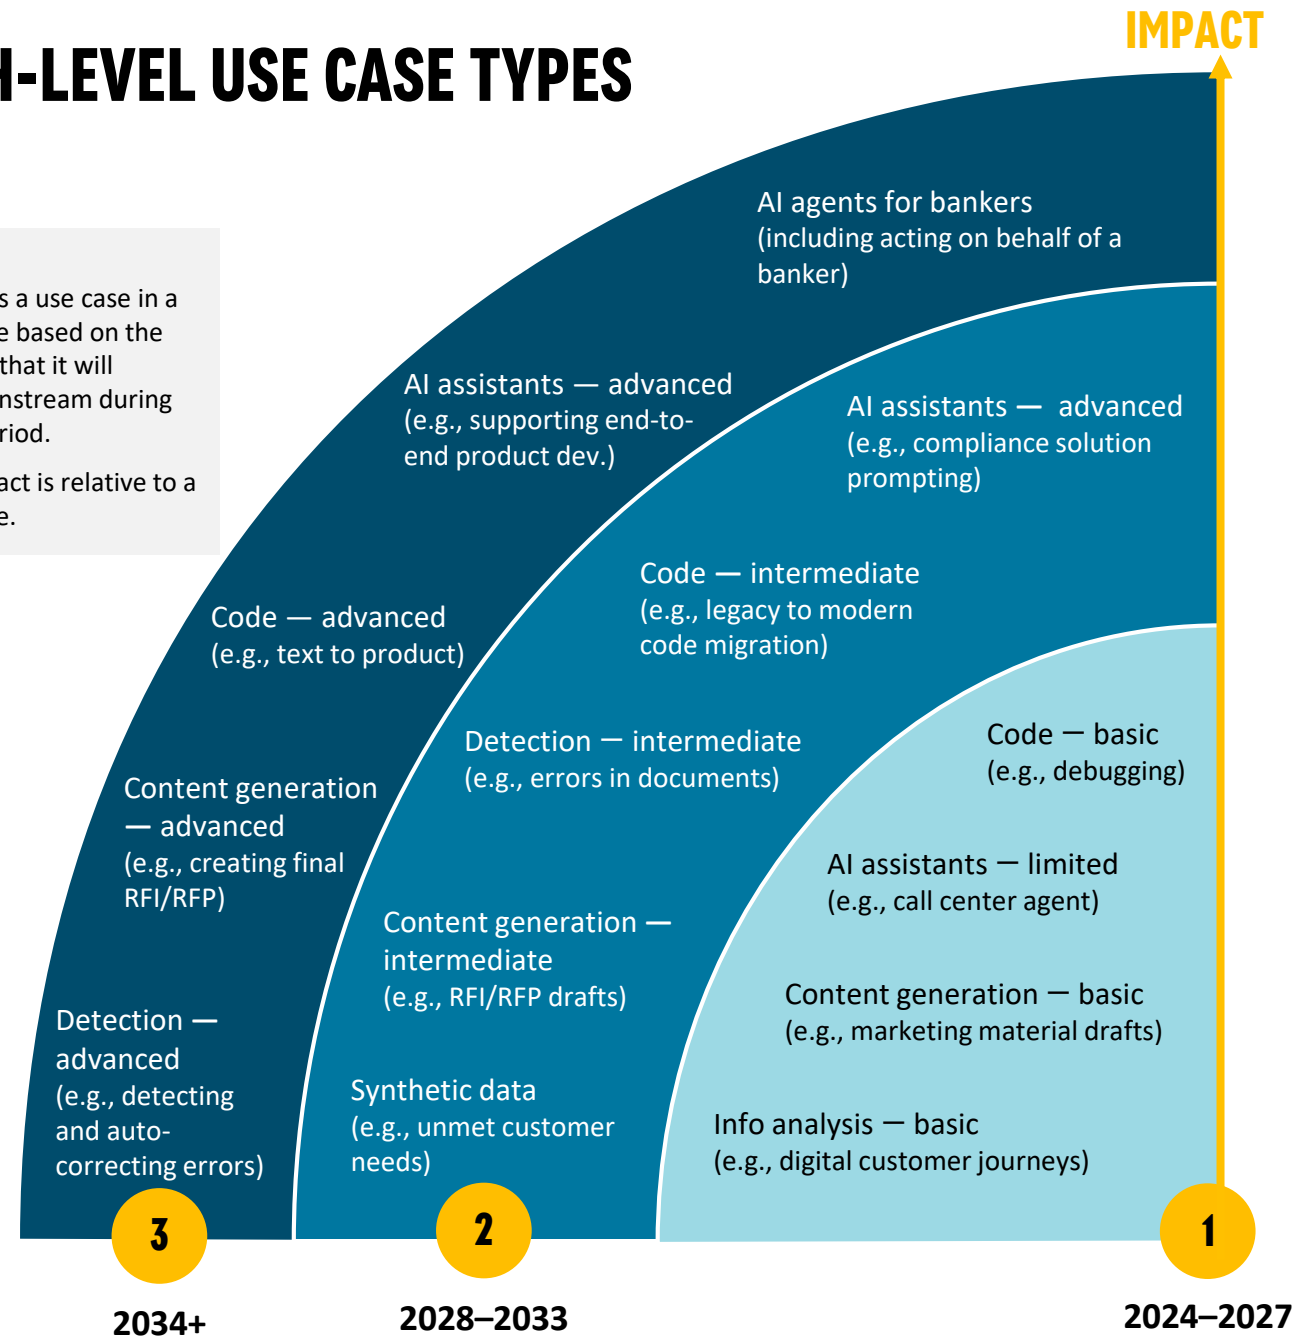 IMPACT
H-LEVEL USE CASE TYPES
s a use case in a
e based on the
that it will
nstream during
riod.
act is relative to a
e.
AI agents for bankers
(including acting on behalf of a
banker)
AI assistants — advanced
(e.g., supporting end-to-
end product dev.)
Code — advanced
(e.g., text to product)
Content generation
— advanced
(e.g., creating final
RFI/RFP)
Detection —
advanced
(e.g., detecting
and auto-
correcting errors)
AI assistants — advanced
(e.g., compliance solution
prompting)
Code — intermediate
(e.g., legacy to modern
code migration)
Detection — intermediate
(e.g., errors in documents)
Content generation —
intermediate
(e.g., RFI/RFP drafts)
Synthetic data
(e.g., unmet customer
needs)
Code — basic
(e.g., debugging)
AI assistants — limited
(e.g., call center agent)
Content generation — basic
(e.g., marketing material drafts)
Info analysis — basic
(e.g., digital customer journeys)
3
2
1
2034+
2028–2033
2024–2027